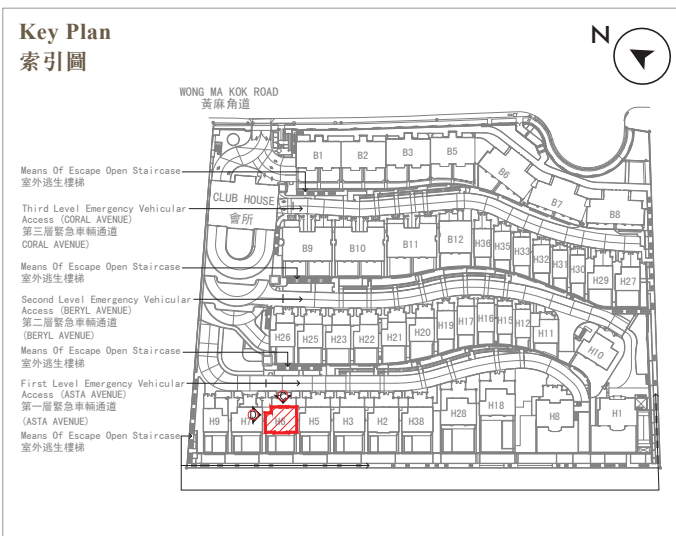 Key Plan
索引圖
N
WONG MA KOK ROAD
黃麻角道
Means Of Escape Open Staircase
室外逃生樓梯
Third Level Emergency Vehicular
Access (CORAL AVENUE)
第三層緊急車輛通道
CORAL AVENUE)
Means Of Escape Open Staircase
室外逃生樓梯
Second Level Emergency Vehicular
Access (BERYL AVENUE)
第二層緊急車輛通道
(BERYL AVENUE)
Means Of Escape Open Staircase
室外逃生樓梯
First Level Emergency Vehicular
Access (ASTA AVENUE)
第一層緊急車輛通道
(ASTA AVENUE)
Means Of Escape Open Staircase
室外逃生樓梯
CLUB HOUSE
會所
B1 B2 B3 B5 B6 B7 B8
B9 B10 B11 B12 H36 H35 H33 H32 H31 H30 H29 H27
H26 H25 H23 H22 H21 H20 H19 H17 H16 H15 H12 H11 H10
H9 H7 H6 H5 H3 H2 H38 H28 H18 H8 H1